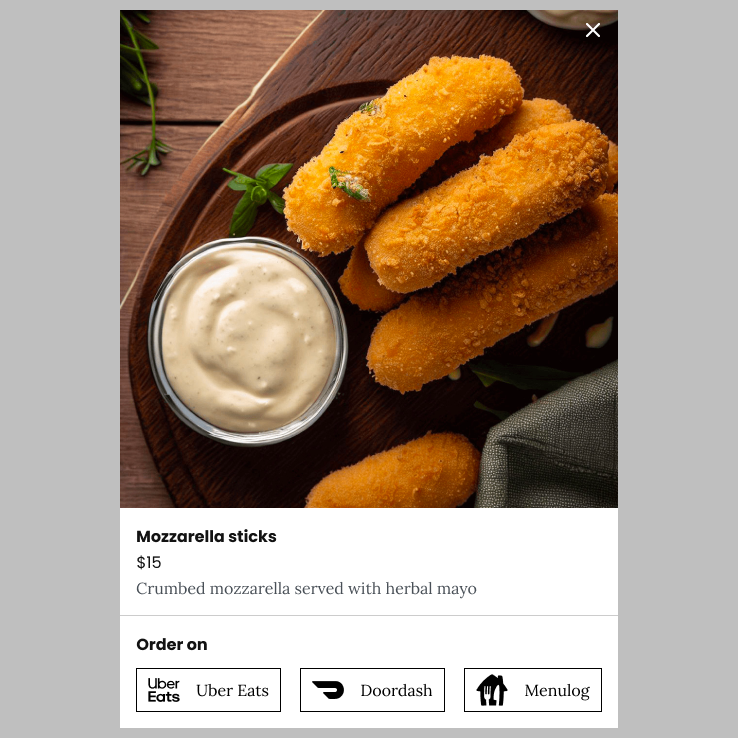 Mozzarella sticks
$15
Crumbed mozzarella served with herbal mayo
Order on
Uber Eats Uber Eats
Doordash
Menulog